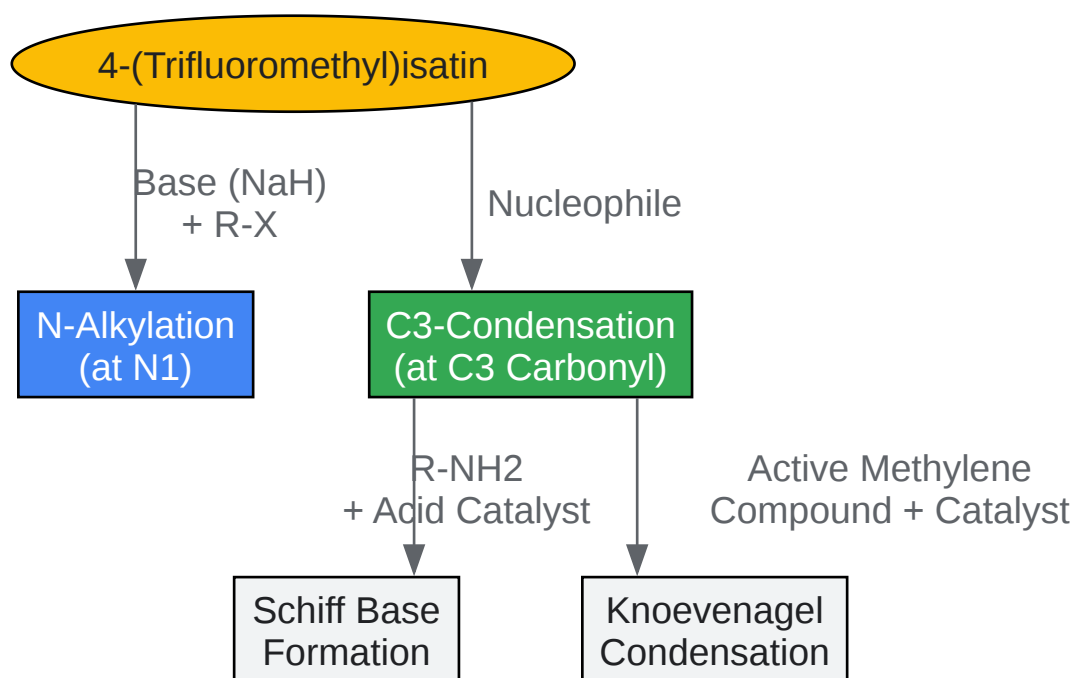 4-(Trifluoromethyl)isatin
Base (NaH)
+ R-X
Nucleophile
N-Alkylation
(at N1)
C3-Condensation
(at C3 Carbonyl)
R-NH2
+ Acid Catalyst
Active Methylene
Compound + Catalyst
Schiff Base
Formation
Knoevenagel
Condensation